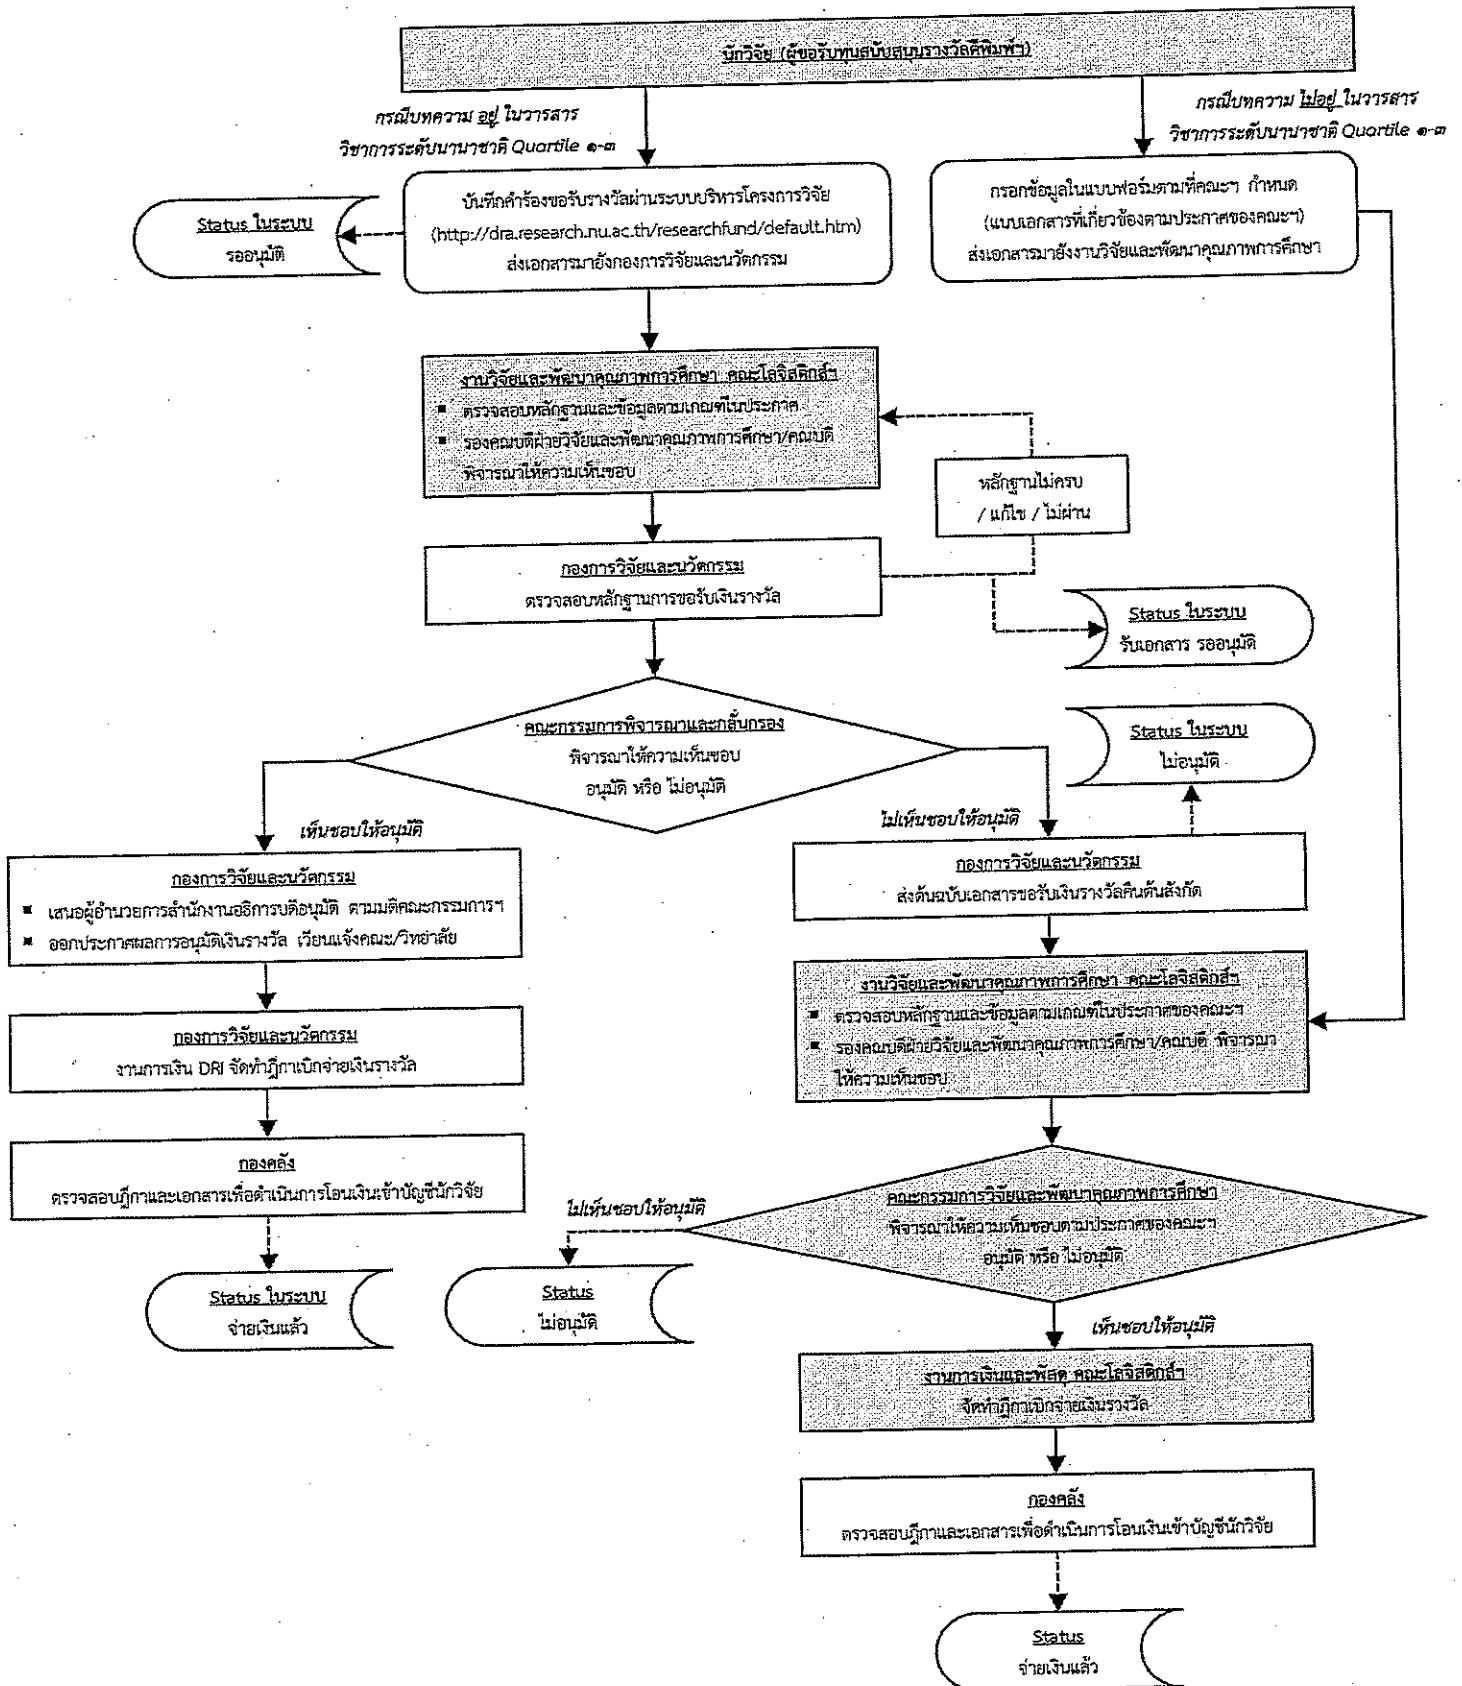 นักวิจัย (ผู้ขอรับทุนสนับสนุนรางวัลตีพิมพ์ฯ)
กรณีบทความ อยู่ ในวารสาร
วิชาการระดับนานาชาติ Quartile ๑-๓
กรณีบทความ ไม่อยู่ ในวารสาร
วิชาการระดับนานาชาติ Quartile ๑-๓
Status ในระบบ
รออนุมัติ
บันทึกคำร้องขอรับรางวัลผ่านระบบบริหารโครงการวิจัย
(http://dra.research.nu.ac.th/researchfund/default.htm)
ส่งเอกสารมายังกองการวิจัยและนวัตกรรม
กรอกข้อมูลในแบบฟอร์มตามที่คณะฯ กำหนด
(แนบเอกสารที่เกี่ยวข้องตามประกาศของคณะฯ)
ส่งเอกสารมายังงานวิจัยและพัฒนาคุณภาพการศึกษา
งานวิจัยและพัฒนาคุณภาพการศึกษา คณะโลจิสติกส์ฯ
▪ ตรวจสอบหลักฐานและข้อมูลตามเกณฑ์ในประกาศ
▪ รองคณบดีฝ่ายวิจัยและพัฒนาคุณภาพการศึกษา/คณบดี
พิจารณาให้ความเห็นชอบ
หลักฐานไม่ครบ
/ แก้ไข / ไม่ผ่าน
กองการวิจัยและนวัตกรรม
ตรวจสอบหลักฐานการขอรับเงินรางวัล
Status ในระบบ
รับเอกสาร รออนุมัติ
คณะกรรมการพิจารณาและกลั่นกรอง
พิจารณาให้ความเห็นชอบ
อนุมัติ หรือ ไม่อนุมัติ
Status ในระบบ
ไม่อนุมัติ
เห็นชอบให้อนุมัติ
ไม่เห็นชอบให้อนุมัติ
กองการวิจัยและนวัตกรรม
▪ เสนอผู้อำนวยการสำนักงานอธิการบดีอนุมัติ ตามมติคณะกรรมการฯ
▪ ออกประกาศผลการอนุมัติเงินรางวัล เวียนแจ้งคณะ/วิทยาลัย
กองการวิจัยและนวัตกรรม
ส่งต้นฉบับเอกสารขอรับเงินรางวัลคืนต้นสังกัด
งานวิจัยและพัฒนาคุณภาพการศึกษา คณะโลจิสติกส์ฯ
▪ ตรวจสอบหลักฐานและข้อมูลตามเกณฑ์ในประกาศของคณะฯ
▪ รองคณบดีฝ่ายวิจัยและพัฒนาคุณภาพการศึกษา/คณบดี พิจารณา
ให้ความเห็นชอบ
กองการวิจัยและนวัตกรรม
งานการเงิน DRI จัดทำฎีกาเบิกจ่ายเงินรางวัล
กองคลัง
ตรวจสอบฎีกาและเอกสารเพื่อดำเนินการโอนเงินเข้าบัญชีนักวิจัย
คณะกรรมการวิจัยและพัฒนาคุณภาพการศึกษา
พิจารณาให้ความเห็นชอบตามประกาศของคณะฯ
อนุมัติ หรือ ไม่อนุมัติ
ไม่เห็นชอบให้อนุมัติ
Status ในระบบ
จ่ายเงินแล้ว
Status
ไม่อนุมัติ
เห็นชอบให้อนุมัติ
งานการเงินและพัสดุ คณะโลจิสติกส์ฯ
จัดทำฎีกาเบิกจ่ายเงินรางวัล
กองคลัง
ตรวจสอบฎีกาและเอกสารเพื่อดำเนินการโอนเงินเข้าบัญชีนักวิจัย
Status
จ่ายเงินแล้ว